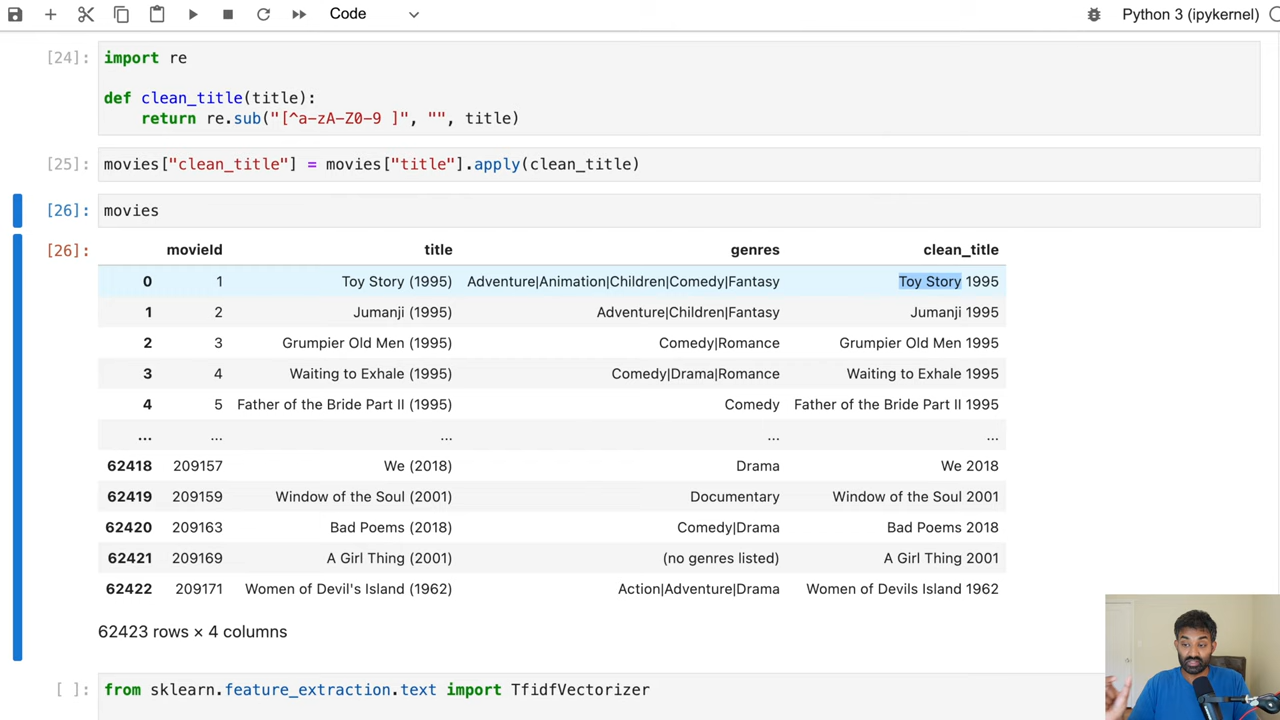 Code
Python 3 (ipykernel)
[24]:
import re
def clean_title(title):
return re.sub("[^a-zA-Z0-9 ]", "", title)
[25]:
movies["clean_title"] = movies["title"].apply(clean_title)
[26]:
movies
[26]:
movieId title genres clean_title
0 1 Toy Story (1995) Adventure|Animation|Children|Comedy|Fantasy Toy Story 1995
1 2 Jumanji (1995) Adventure|Children|Fantasy Jumanji 1995
2 3 Grumpier Old Men (1995) Comedy|Romance Grumpier Old Men 1995
3 4 Waiting to Exhale (1995) Comedy|Drama|Romance Waiting to Exhale 1995
4 5 Father of the Bride Part II (1995) Comedy Father of the Bride Part II 1995
... ... ... ... ...
62418 209157 We (2018) Drama We 2018
62419 209159 Window of the Soul (2001) Documentary Window of the Soul 2001
62420 209163 Bad Poems (2018) Comedy|Drama Bad Poems 2018
62421 209169 A Girl Thing (2001) (no genres listed) A Girl Thing 2001
62422 209171 Women of Devil's Island (1962) Action|Adventure|Drama Women of Devils Island 1962
62423 rows × 4 columns
[ ]:
from sklearn.feature_extraction.text import TfidfVectorizer